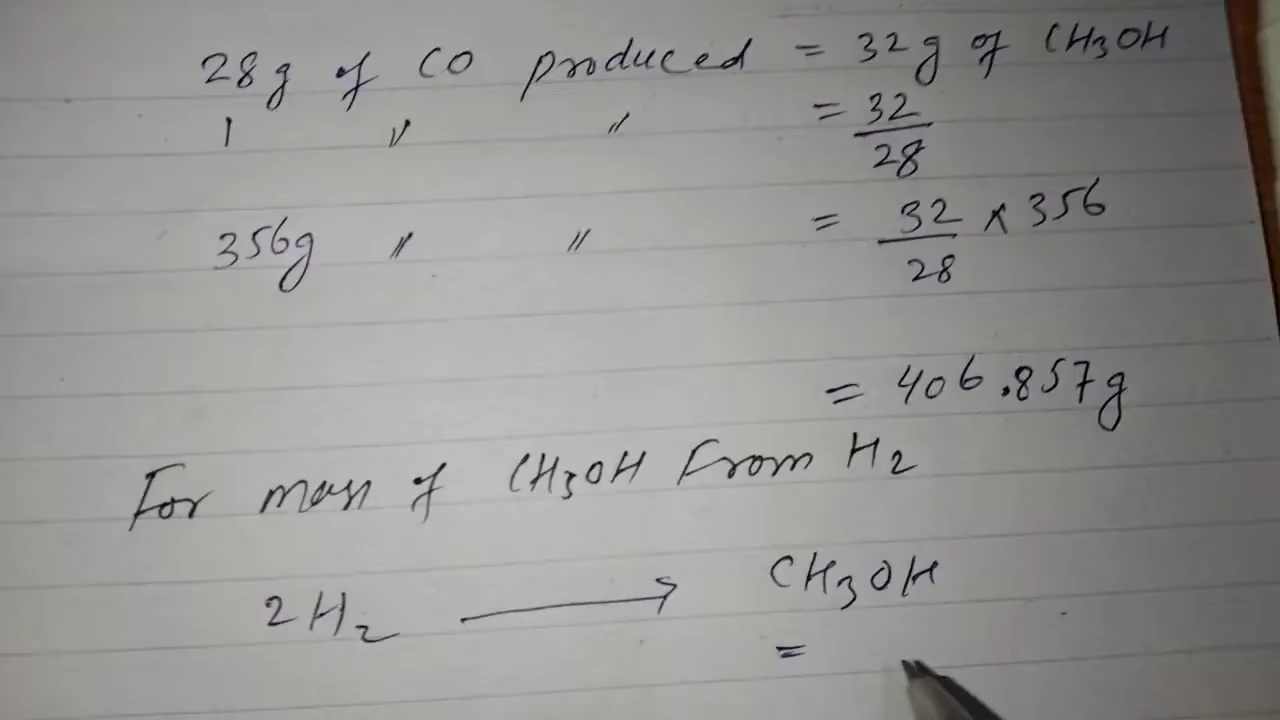 28g of CO produced = 32g of CH3OH
1 〃 〃 = 32/28
356g 〃 〃 = 32/28 × 356
= 406.857g
For mass of CH3OH From H2
2H2 → CH3OH
=